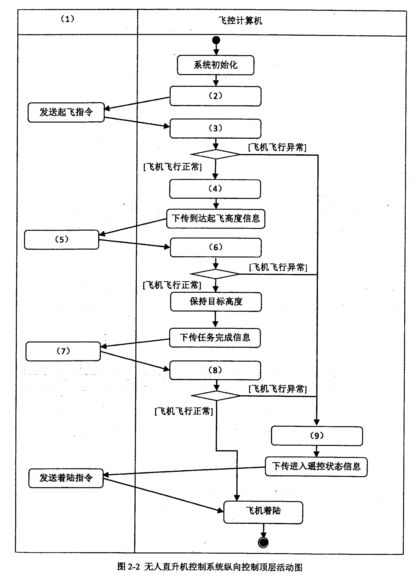 （1）
飞控计算机
系统初始化
（2）
发送起飞指令
（3）
[飞机飞行异常]
[飞机飞行正常]
（4）
下传到达起飞高度信息
（5）
（6）
[飞机飞行异常]
[飞机飞行正常]
保持目标高度
下传任务完成信息
（7）
（8）
[飞机飞行异常]
[飞机飞行正常]
（9）
下传进入遥控状态信息
发送着陆指令
飞机着陆
图 2-2 无人直升机控制系统纵向控制顶层活动图